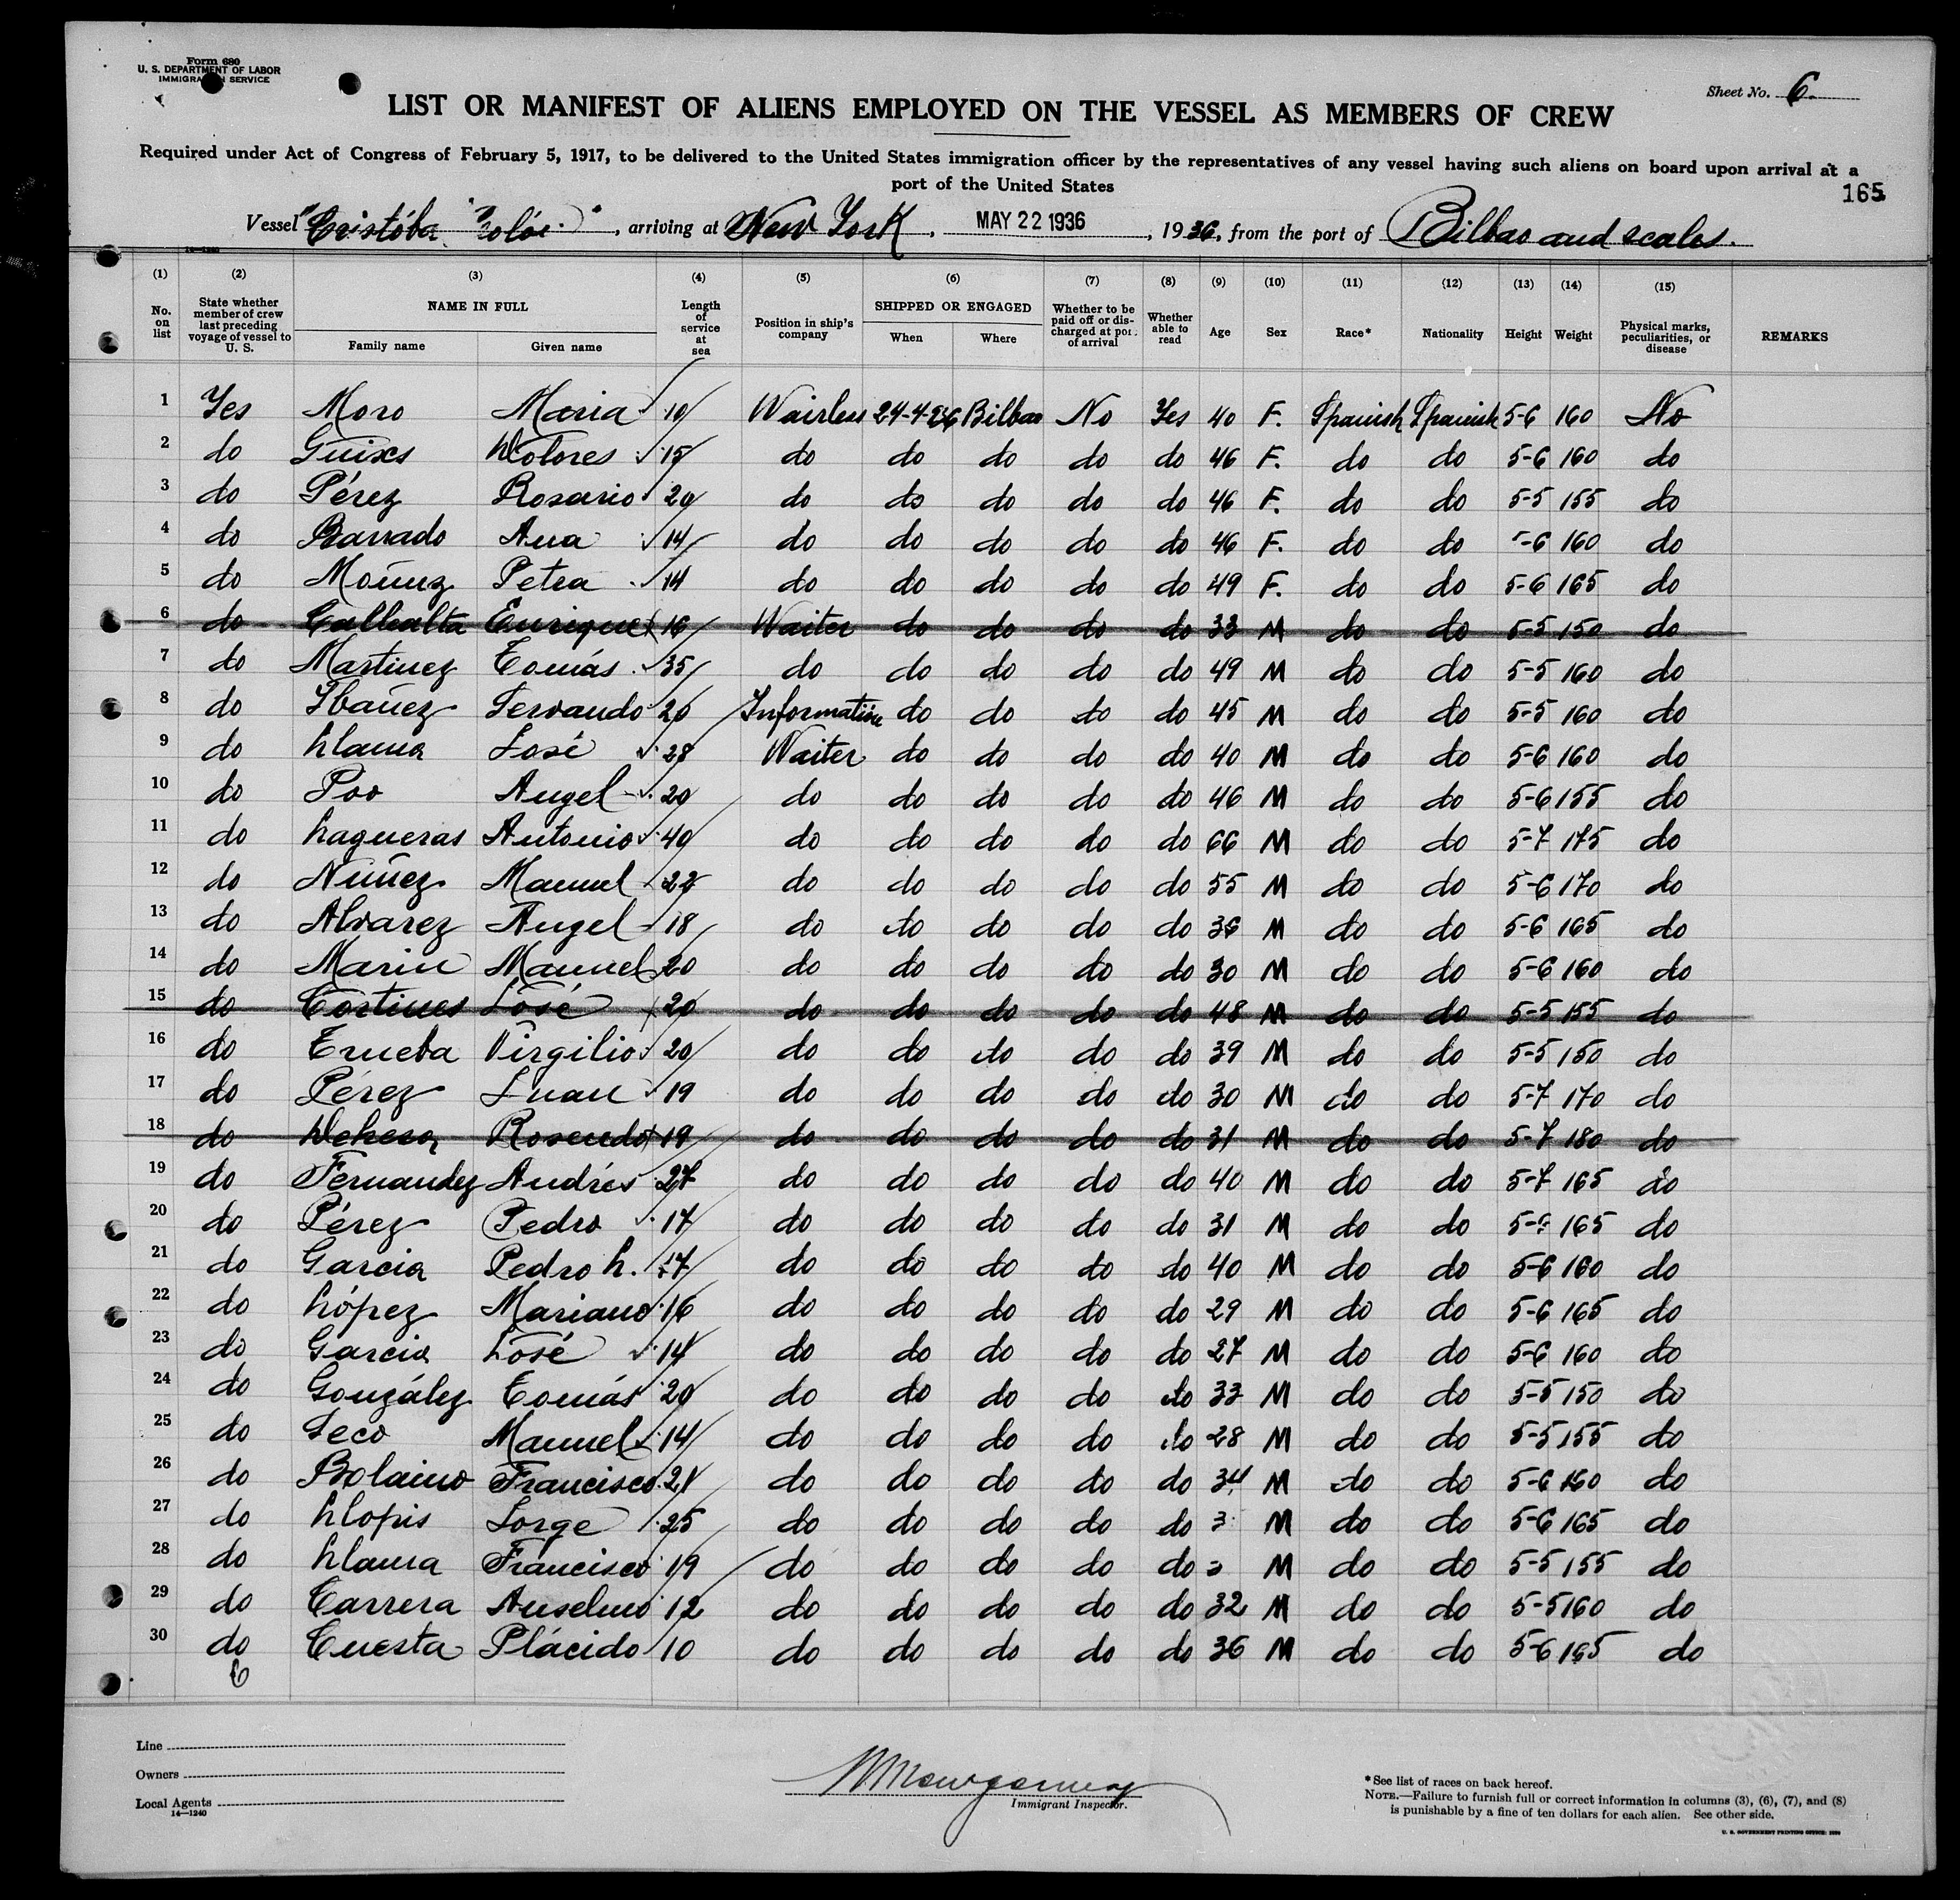 Form 680
U. S. DEPARTMENT OF LABOR
IMMIGRATION SERVICE
Sheet No. 6.
LIST OR MANIFEST OF ALIENS EMPLOYED ON THE VESSEL AS MEMBERS OF CREW
Required under Act of Congress of February 5, 1917, to be delivered to the United States immigration officer by the representatives of any vessel having such aliens on board upon arrival at a
port of the United States
165
Vessel "Cristóba Colón", arriving at New York, MAY 22 1936, 1936, from the port of Bilbao and scales.
14-1240
(1) (2) (3) (4) (5) (6) (7) (8) (9) (10) (11) (12) (13) (14) (15)
No. on list State whether member of crew last preceding voyage of vessel to U. S. NAME IN FULL Family name Given name Length of service at sea Position in ship's company SHIPPED OR ENGAGED When Where Whether to be paid off or discharged at port of arrival Whether able to read Age Sex Race* Nationality Height Weight Physical marks, peculiarities, or disease REMARKS
1 Yes Moro Maria 10 Wairless 24-4-36 Bilbao No Yes 40 F. Spanish Spanish 5-6 160 No
2 do Guixs Dolores 15 do do do do do 46 F. do do 5-6 160 do
3 do Pérez Rosario 20 do do do do do 46 F. do do 5-5 155 do
4 do Barrado Ana 14 do do do do do 46 F. do do -6 160 do
5 do Petra 14 do do do do do 49 F. do do 5-6 165 do
6 do Enrique 16 Waiter do do do do 33 M do do 5-5 150 do
7 do Martinez Tomás 35 do do do do do 49 M do do 5-5 160 do
8 do Ibañez Servando 20 Information do do do do 45 M do do 5-5 160 do
9 do José 28 Waiter do do do do 40 M do do 5-6 160 do
10 do Poo Angel 20 do do do do do 46 M do do 5-6 155 do
11 do Lagueras Antonio 40 do do do do do 66 M do do 5-7 175 do
12 do Nuñez Manuel do do do do do 55 M do do 5-6 170 do
13 do Alvarez Angel 18 do do do do do 36 M do do 5-6 165 do
14 do Marin Manuel 20 do do do do do 30 M do do 5-6 160 do
15 do Cortines José 20 do do do do do 48 M do do 5-5 155 do
16 do Trueba Virgilio 20 do do do do do 39 M do do 5-5 150 do
17 do Pérez Juan 19 do do do do do 30 M do do 5-7 170 do
18 do Dehesa Rosendo 19 do do do do do 31 M do do 5-7 180 do
19 do Fernandez Andrés 27 do do do do do 40 M do do 5-7 165 do
20 do Pérez Pedro 17 do do do do do 31 M do do 165 do
21 do Garcia Pedro L. 17 do do do do do 40 M do do 5-6 160 do
22 do López Mariano 16 do do do do do 29 M do do 5-6 165 do
23 do Garcia José 14 do do do do do 27 M do do 5-6 160 do
24 do González Tomás 20 do do do do do 33 M do do 5-5 150 do
25 do Seco Manuel 14 do do do do do 28 M do do 5-5 155 do
26 do Bolaino Francisco 21 do do do do do 34 M do do 5-6 160 do
27 do Llopis Jorge 25 do do do do do 3 M do do 5-6 165 do
28 do Llama Francisco 19 do do do do do M do do 5-5 155 do
29 do Carrera Anselmo 12 do do do do do 32 M do do 5-5 160 do
30 do Cuesta Plácido 10 do do do do do 36 M do do 5-6 165 do
Line
Owners
Local Agents
14-1240
Immigrant Inspector.
* See list of races on back hereof.
NOTE.—Failure to furnish full or correct information in columns (3), (6), (7), and (8)
is punishable by a fine of ten dollars for each alien. See other side.